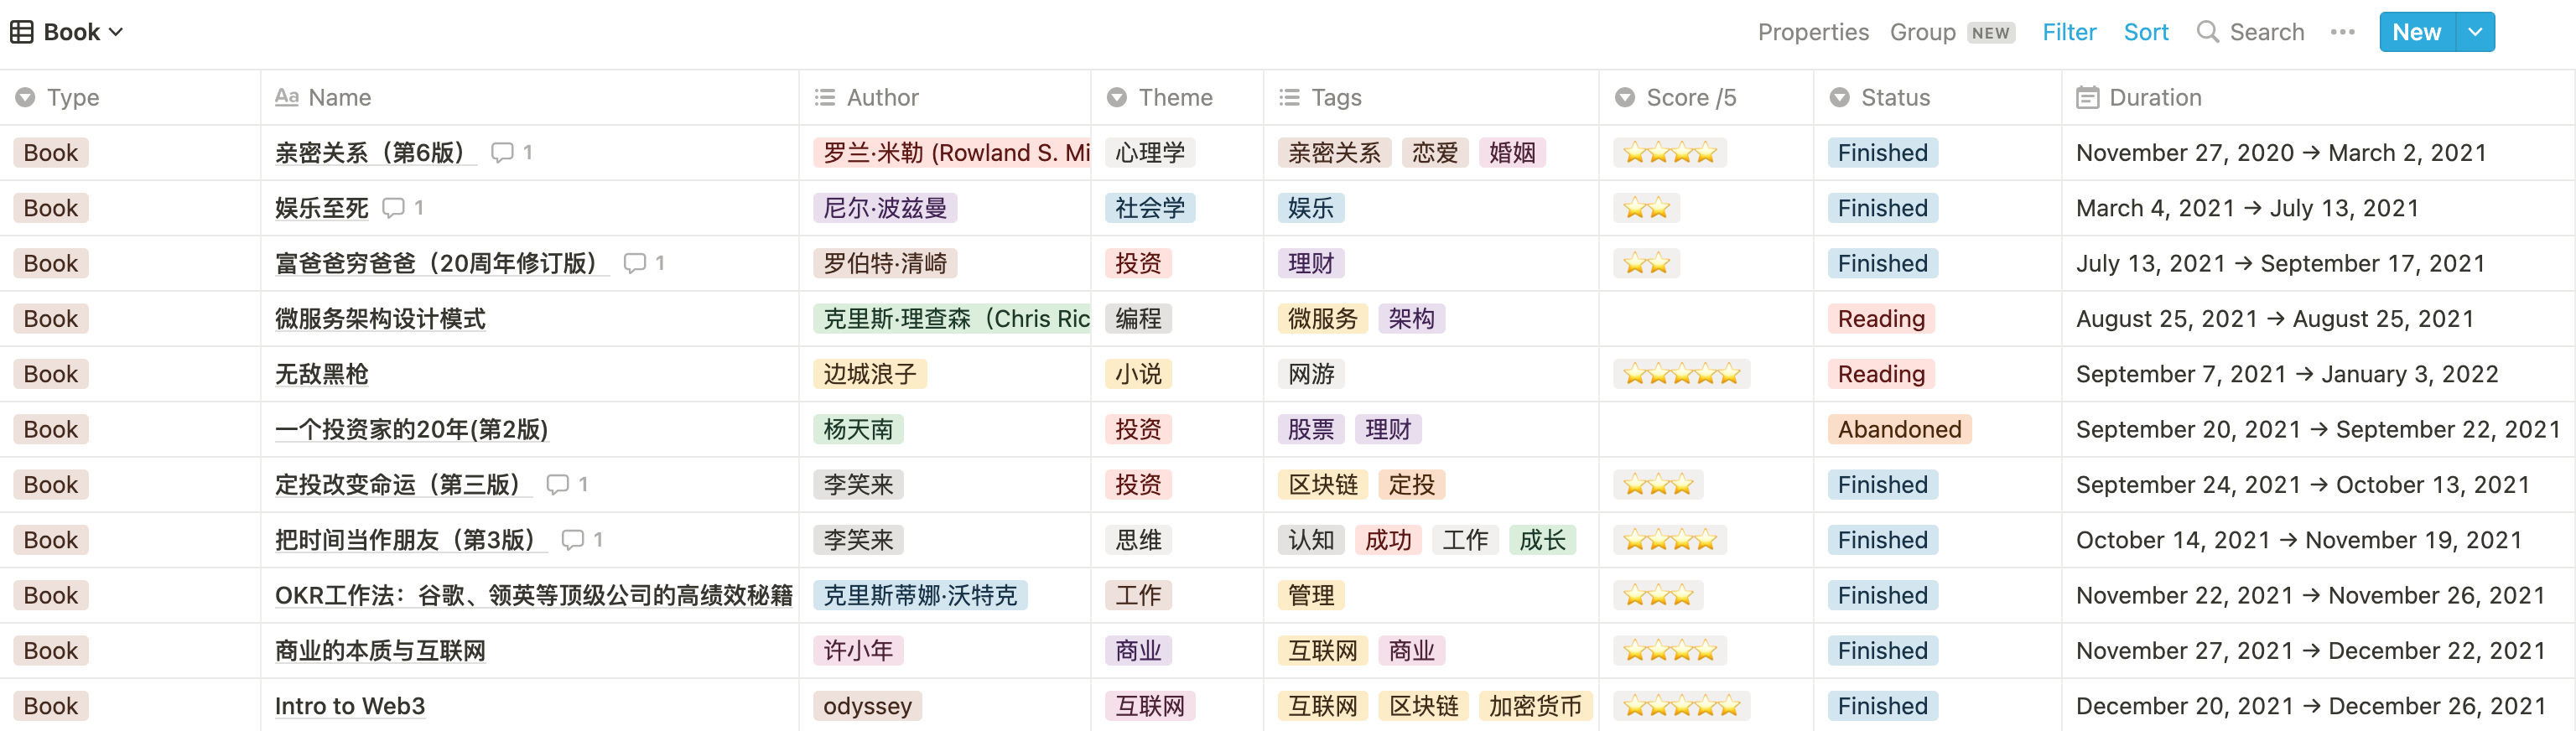 Book Properties Group NEW Filter Sort Search ••• New
Type Aa Name Author Theme Tags Score /5 Status Duration
Book 亲密关系（第6版） 1 罗兰·米勒 (Rowland S. Mi 心理学 亲密关系 恋爱 婚姻 ⭐⭐⭐⭐ Finished November 27, 2020 → March 2, 2021
Book 娱乐至死 1 尼尔·波兹曼 社会学 娱乐 ⭐⭐ Finished March 4, 2021 → July 13, 2021
Book 富爸爸穷爸爸（20周年修订版） 1 罗伯特·清崎 投资 理财 ⭐⭐ Finished July 13, 2021 → September 17, 2021
Book 微服务架构设计模式 克里斯·理查森（Chris Ric 编程 微服务 架构 Reading August 25, 2021 → August 25, 2021
Book 无敌黑枪 边城浪子 小说 网游 ⭐⭐⭐⭐⭐ Reading September 7, 2021 → January 3, 2022
Book 一个投资家的20年(第2版) 杨天南 投资 股票 理财 Abandoned September 20, 2021 → September 22, 2021
Book 定投改变命运（第三版） 1 李笑来 投资 区块链 定投 ⭐⭐⭐ Finished September 24, 2021 → October 13, 2021
Book 把时间当作朋友（第3版） 1 李笑来 思维 认知 成功 工作 成长 ⭐⭐⭐⭐ Finished October 14, 2021 → November 19, 2021
Book OKR工作法：谷歌、领英等顶级公司的高绩效秘籍 克里斯蒂娜·沃特克 工作 管理 ⭐⭐⭐ Finished November 22, 2021 → November 26, 2021
Book 商业的本质与互联网 许小年 商业 互联网 商业 ⭐⭐⭐⭐ Finished November 27, 2021 → December 22, 2021
Book Intro to Web3 odyssey 互联网 互联网 区块链 加密货币 ⭐⭐⭐⭐⭐ Finished December 20, 2021 → December 26, 2021